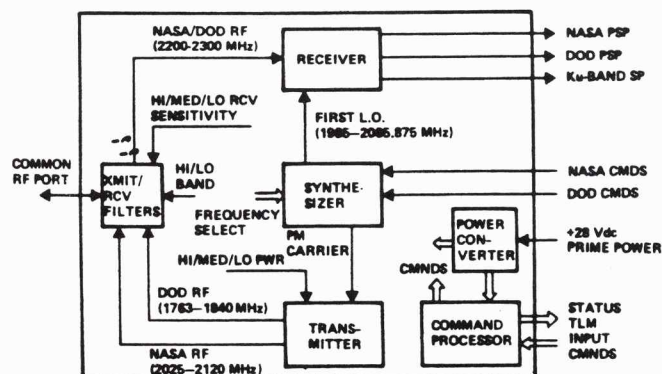 NASA/DOD RF
(2200-2300 MHz)
RECEIVER
NASA PSP
DOD PSP
Ku-BAND SP
HI/MED/LO RCV
SENSITIVITY
FIRST L.O.
(1985–2085.875 MHz)
COMMON
RF PORT
XMIT/
RCV
FILTERS
HI/LO
BAND
FREQUENCY
SELECT
SYNTHE-
SIZER
NASA CMDS
DOD CMDS
PM
CARRIER
POWER
CON-
VERTER
+28 Vdc
PRIME POWER
HI/MED/LO PWR
CMNDS
DOD RF
(1763–1840 MHz)
TRANS-
MITTER
COMMAND
PROCESSOR
STATUS
TLM
INPUT
CMNDS
NASA RF
(2025–2120 MHz)